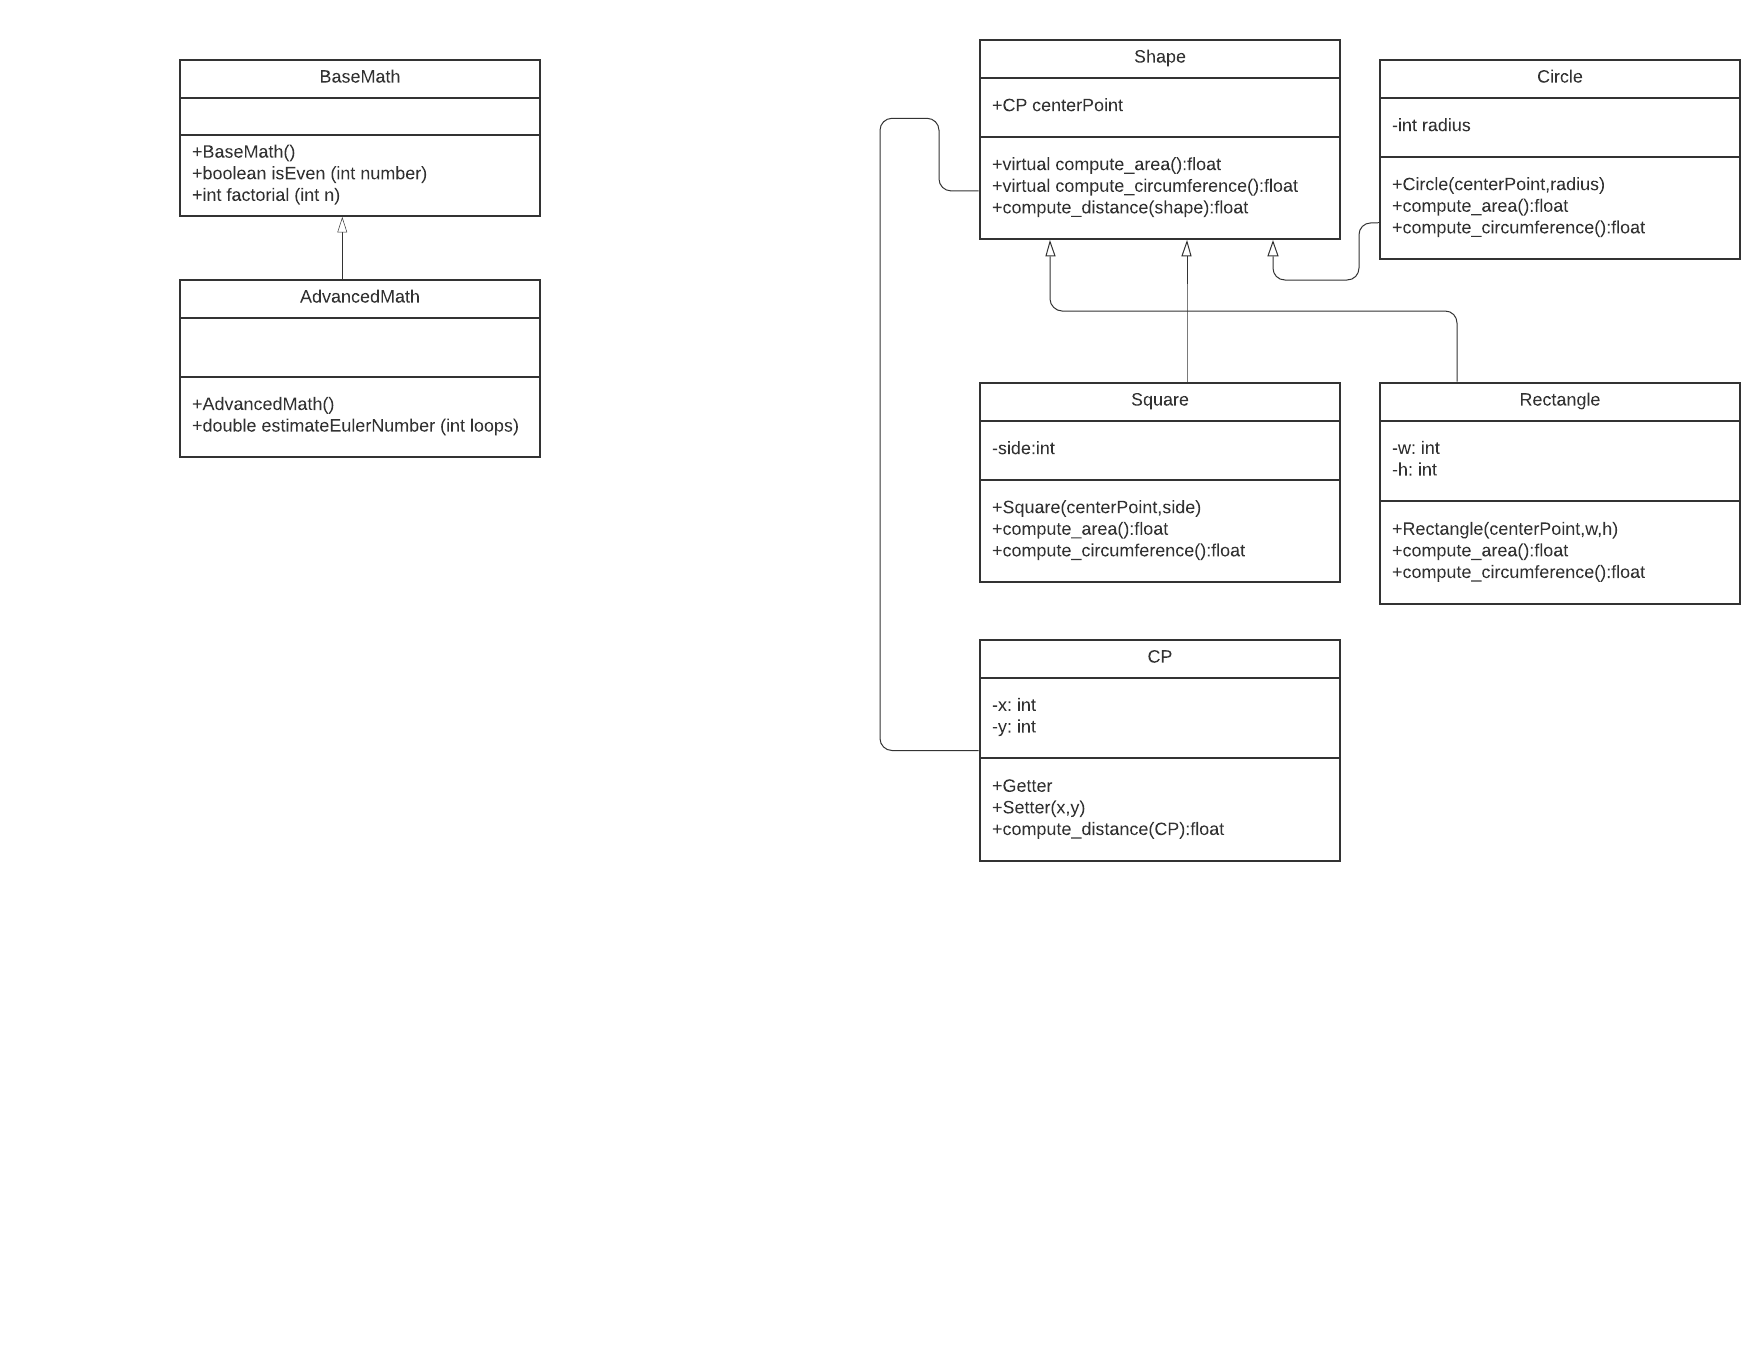 BaseMath
+BaseMath()
+boolean isEven (int number)
+int factorial (int n)
AdvancedMath
+AdvancedMath()
+double estimateEulerNumber (int loops)
Shape
+CP centerPoint
+virtual compute_area():float
+virtual compute_circumference():float
+compute_distance(shape):float
Circle
-int radius
+Circle(centerPoint,radius)
+compute_area():float
+compute_circumference():float
Square
-side:int
+Square(centerPoint,side)
+compute_area():float
+compute_circumference():float
Rectangle
-w: int
-h: int
+Rectangle(centerPoint,w,h)
+compute_area():float
+compute_circumference():float
CP
-x: int
-y: int
+Getter
+Setter(x,y)
+compute_distance(CP):float